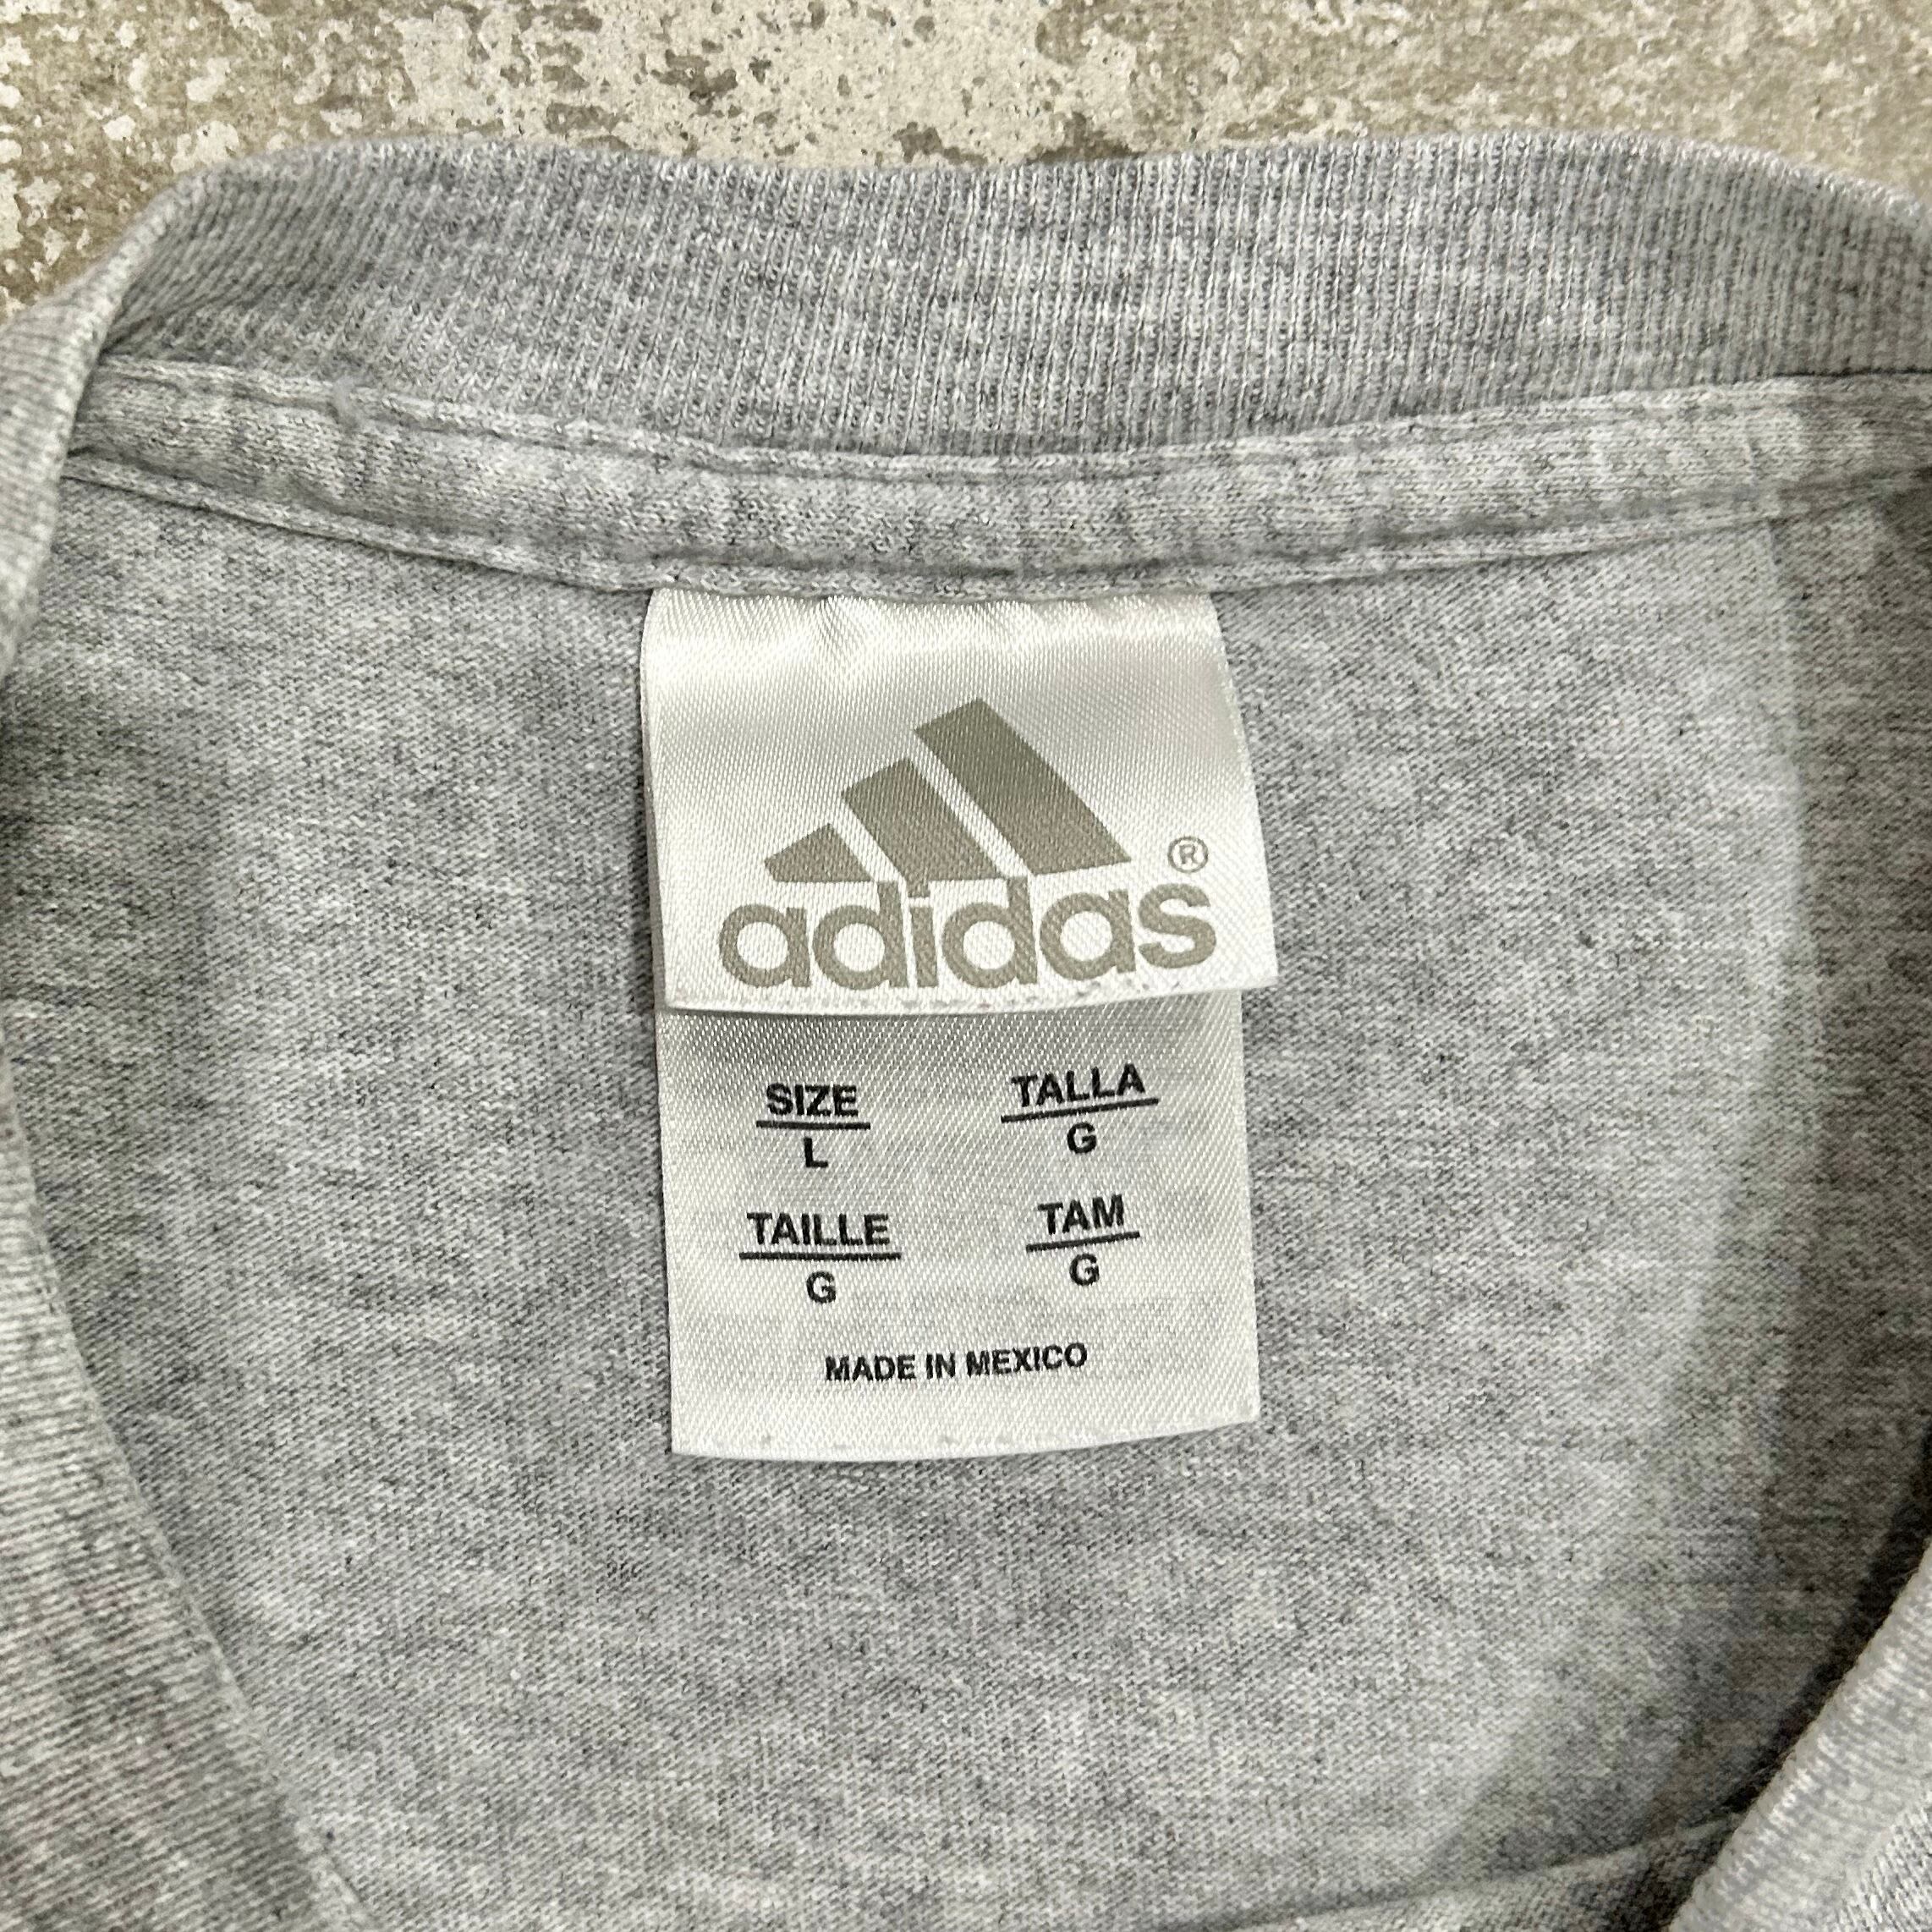 adidas®
SIZE TALLA
L G
TAILLE TAM
G G
MADE IN MEXICO